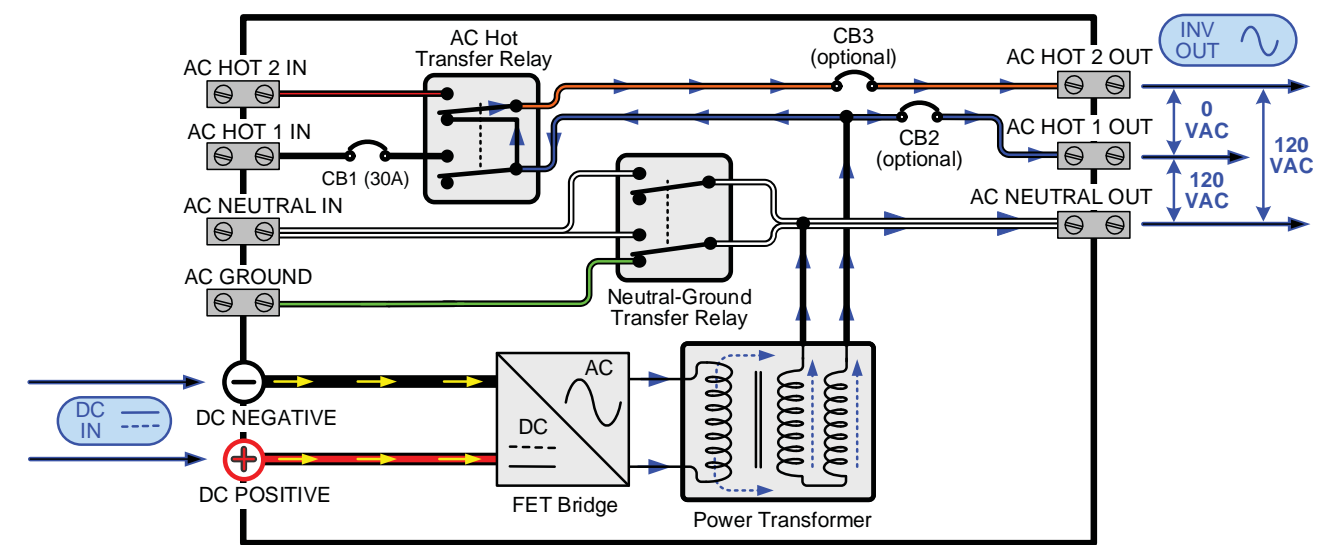 AC Hot
Transfer Relay
CB3
(optional)
INV
OUT
AC HOT 2 IN
AC HOT 2 OUT
AC HOT 1 IN
CB1 (30A)
CB2
(optional)
AC HOT 1 OUT
0
VAC
120
VAC
120
VAC
AC NEUTRAL IN
AC NEUTRAL OUT
AC GROUND
Neutral-Ground
Transfer Relay
DC
IN
DC NEGATIVE
DC POSITIVE
AC
DC
FET Bridge
Power Transformer